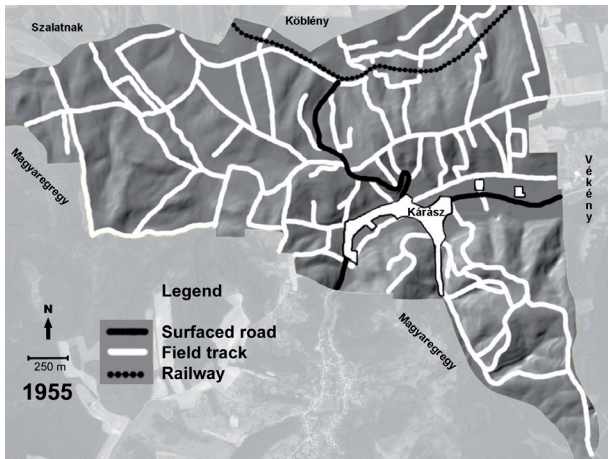 Szalatnak
Köblény
Magyaregregy
Vékény
Kárász
Magyaregregy
Legend
Surfaced road
Field track
Railway
N
250 m
1955